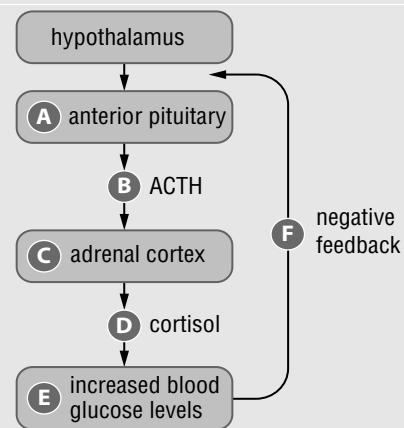 hypothalamus
A anterior pituitary
B ACTH
C adrenal cortex
D cortisol
E increased blood
glucose levels
F negative
feedback